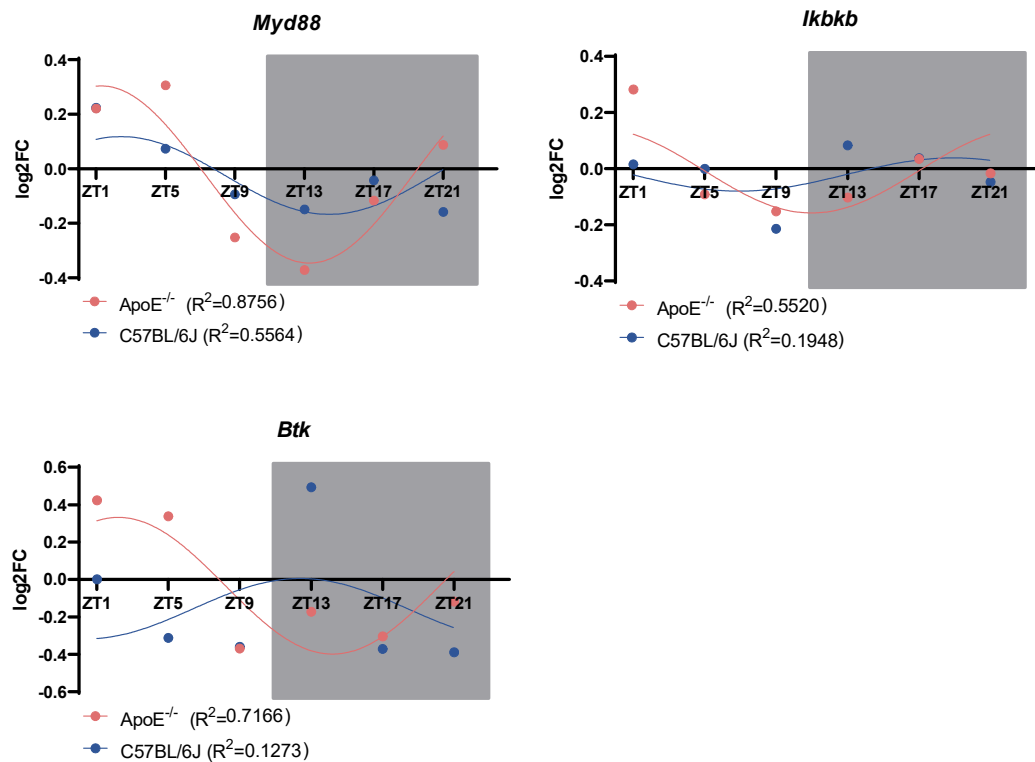 Myd88
log2FC
0.4
0.2
0.0
-0.2
-0.4
ZT1 ZT5 ZT9 ZT13 ZT17 ZT21
ApoE-/- (R2=0.8756)
C57BL/6J (R2=0.5564)
Ikbkb
log2FC
0.4
0.2
0.0
-0.2
-0.4
ZT1 ZT5 ZT9 ZT13 ZT17 ZT21
ApoE-/- (R2=0.5520)
C57BL/6J (R2=0.1948)
Btk
log2FC
0.6
0.4
0.2
0.0
-0.2
-0.4
-0.6
ZT1 ZT5 ZT9 ZT13 ZT17 ZT21
ApoE-/- (R2=0.7166)
C57BL/6J (R2=0.1273)